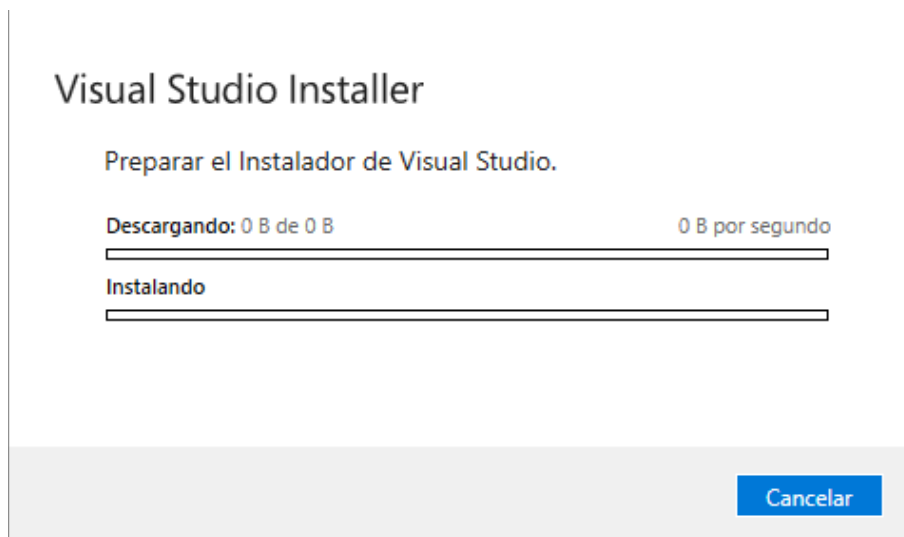 Visual Studio Installer
Preparar el Instalador de Visual Studio.
Descargando: 0 B de 0 B 0 B por segundo
Instalando
Cancelar